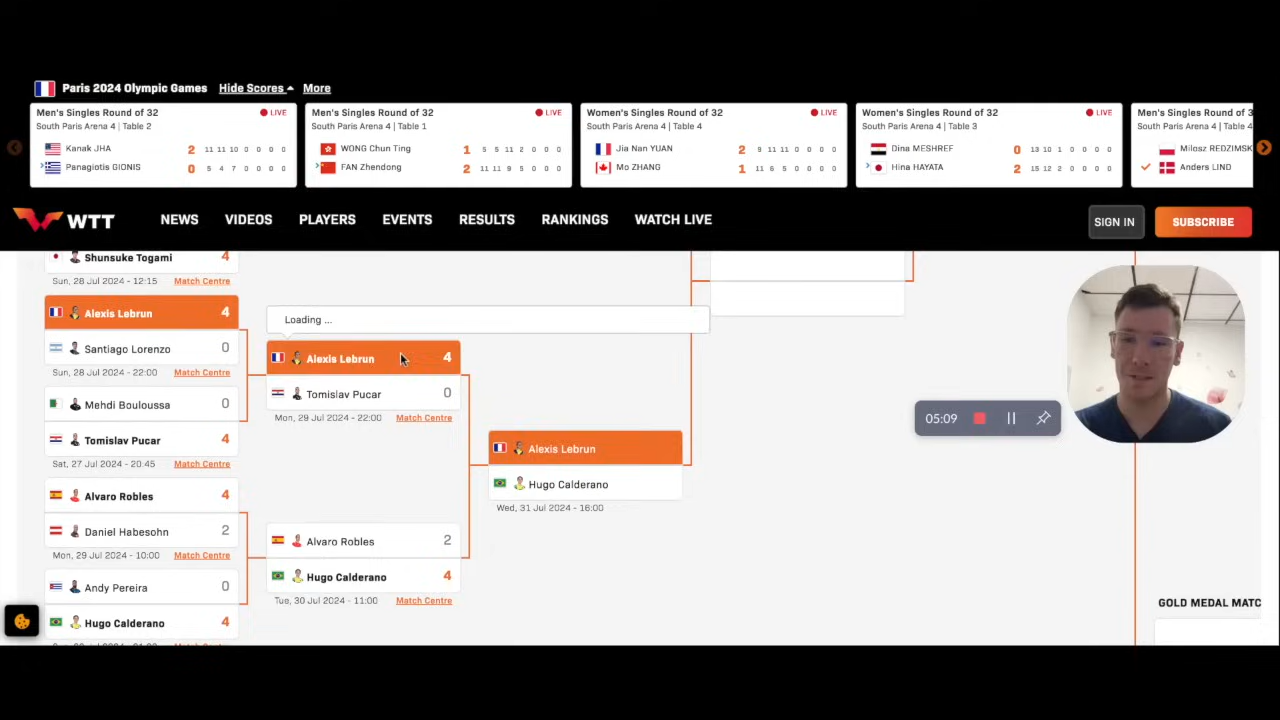 Paris 2024 Olympic Games Hide Scores More
Men's Singles Round of 32 LIVE
South Paris Arena 4 | Table 2
Kanak JHA 2 11 11 10 0 0 0 0
Panagiotis GIONIS 0 5 4 7 0 0 0 0
Men's Singles Round of 32 LIVE
South Paris Arena 4 | Table 1
WONG Chun Ting 1 5 5 11 2 0 0 0
FAN Zhendong 2 11 11 9 5 0 0 0
Women's Singles Round of 32 LIVE
South Paris Arena 4 | Table 4
Jia Nan YUAN 2 9 11 11 0 0 0 0
Mo ZHANG 1 11 6 5 0 0 0 0
Women's Singles Round of 32 LIVE
South Paris Arena 4 | Table 3
Dina MESHREF 0 13 10 1 0 0 0 0
Hina HAYATA 2 15 12 2 0 0 0 0
Men's Singles R
South Paris Arena 4
Milosz REDZIMSK
Anders LIND
WTT NEWS VIDEOS PLAYERS EVENTS RESULTS RANKINGS WATCH LIVE SIGN IN SUBSCRIBE
Shunsuke Togami 4
Sun, 28 Jul 2024 - 12:15 Match Centre
Alexis Lebrun 4
Santiago Lorenzo 0
Sun, 28 Jul 2024 - 22:00 Match Centre
Mehdi Bouloussa 0
Tomislav Pucar 4
Sat, 27 Jul 2024 - 20:45 Match Centre
Alvaro Robles 4
Daniel Habesohn 2
Mon, 29 Jul 2024 - 10:00 Match Centre
Andy Pereira 0
Hugo Calderano 4
Loading ...
Alexis Lebrun 4
Tomislav Pucar 0
Mon, 29 Jul 2024 - 22:00 Match Centre
Alvaro Robles 2
Hugo Calderano 4
Tue, 30 Jul 2024 - 11:00 Match Centre
Alexis Lebrun
Hugo Calderano
Wed, 31 Jul 2024 - 16:00
05:09
GOLD MEDAL MATC